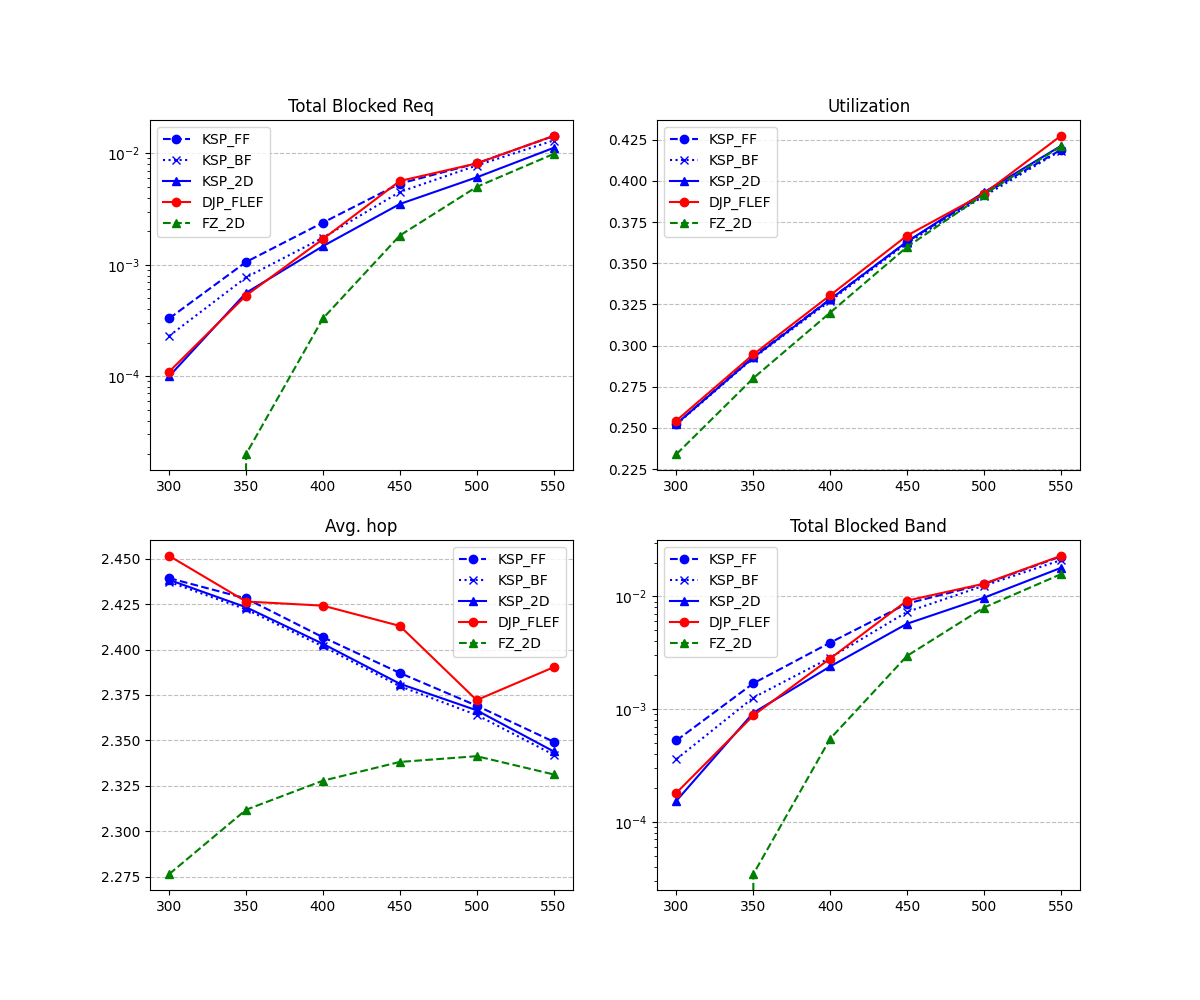 Total Blocked Req
KSP_FF
KSP_BF
KSP_2D
DJP_FLEF
FZ_2D
10⁻²
10⁻³
10⁻⁴
300 350 400 450 500 550
Utilization
KSP_FF
KSP_BF
KSP_2D
DJP_FLEF
FZ_2D
0.425
0.400
0.375
0.350
0.325
0.300
0.275
0.250
0.225
300 350 400 450 500 550
Avg. hop
KSP_FF
KSP_BF
KSP_2D
DJP_FLEF
FZ_2D
2.450
2.425
2.400
2.375
2.350
2.325
2.300
2.275
300 350 400 450 500 550
Total Blocked Band
KSP_FF
KSP_BF
KSP_2D
DJP_FLEF
FZ_2D
10⁻²
10⁻³
10⁻⁴
300 350 400 450 500 550